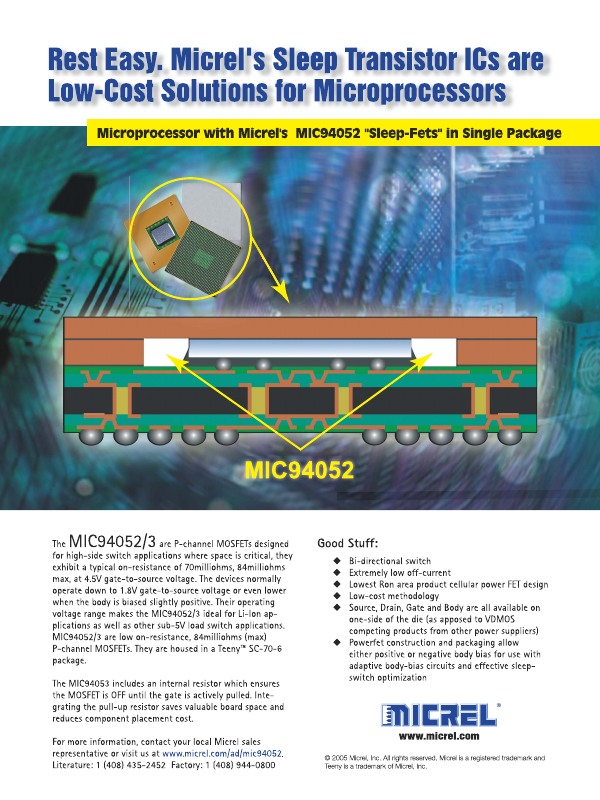 Rest Easy. Micrel's Sleep Transistor ICs are
Low-Cost Solutions for Microprocessors
Microprocessor with Micrel's MIC94052 "Sleep-Fets" in Single Package
MIC94052
The MIC94052/3 are P-channel MOSFETs designed
for high-side switch applications where space is critical, they
exhibit a typical on-resistance of 70milliohms, 84milliohms
max, at 4.5V gate-to-source voltage. The devices normally
operate down to 1.8V gate-to-source voltage or even lower
when the body is biased slightly positive. Their operating
voltage range makes the MIC94052/3 ideal for Li-Ion ap-
plications as well as other sub-5V load switch applications.
MIC94052/3 are low on-resistance, 84milliohms (max)
P-channel MOSFETs. They are housed in a Teeny™ SC-70-6
package.
The MIC94053 includes an internal resistor which ensures
the MOSFET is OFF until the gate is actively pulled. Inte-
grating the pull-up resistor saves valuable board space and
reduces component placement cost.
For more information, contact your local Micrel sales
representative or visit us at www.micrel.com/ad/mic94052.
Literature: 1 (408) 435-2452 Factory: 1 (408) 944-0800
Good Stuff:
◆ Bi-directional switch
◆ Extremely low off-current
◆ Lowest Ron area product cellular power FET design
◆ Low-cost methodology
◆ Source, Drain, Gate and Body are all available on
one-side of the die (as apposed to VDMOS
competing products from other power suppliers)
◆ Powerfet construction and packaging allow
either positive or negative body bias for use with
adaptive body-bias circuits and effective sleep-
switch optimization
MICREL®
www.micrel.com
© 2005 Micrel, Inc. All rights reserved, Micrel is a registered trademark and
Teeny is a trademark of Micrel, Inc.